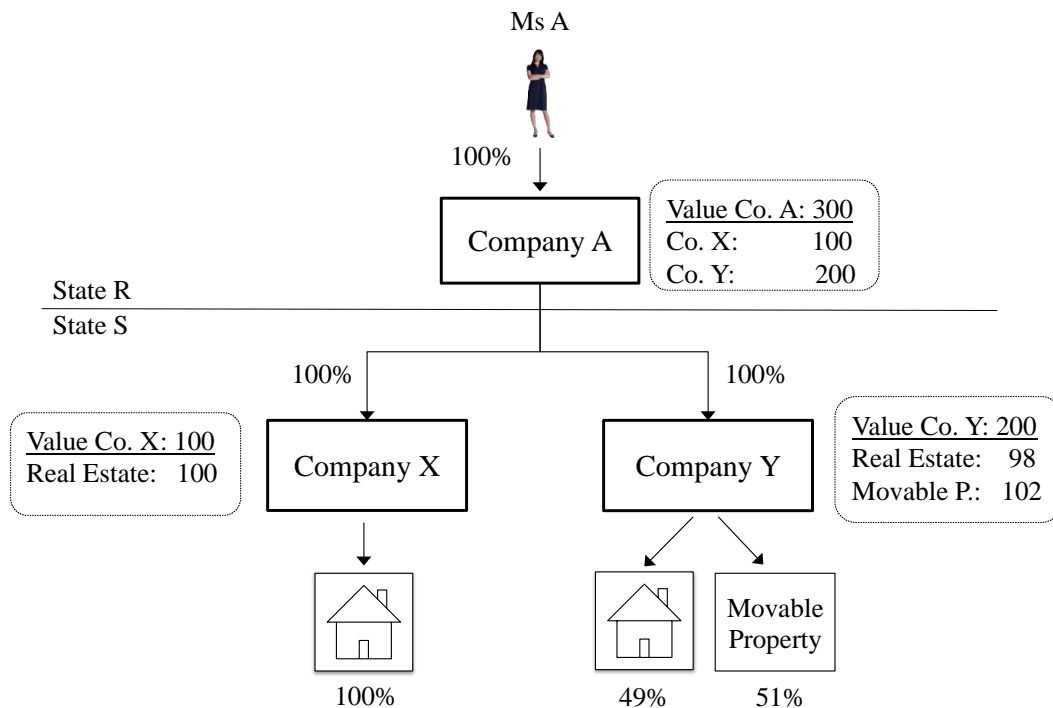 Ms A
100%
Company A
Value Co. A: 300
Co. X: 100
Co. Y: 200
State R
State S
100%
100%
Value Co. X: 100
Real Estate: 100
Company X
Company Y
Value Co. Y: 200
Real Estate: 98
Movable P.: 102
Movable
Property
100%
49%
51%